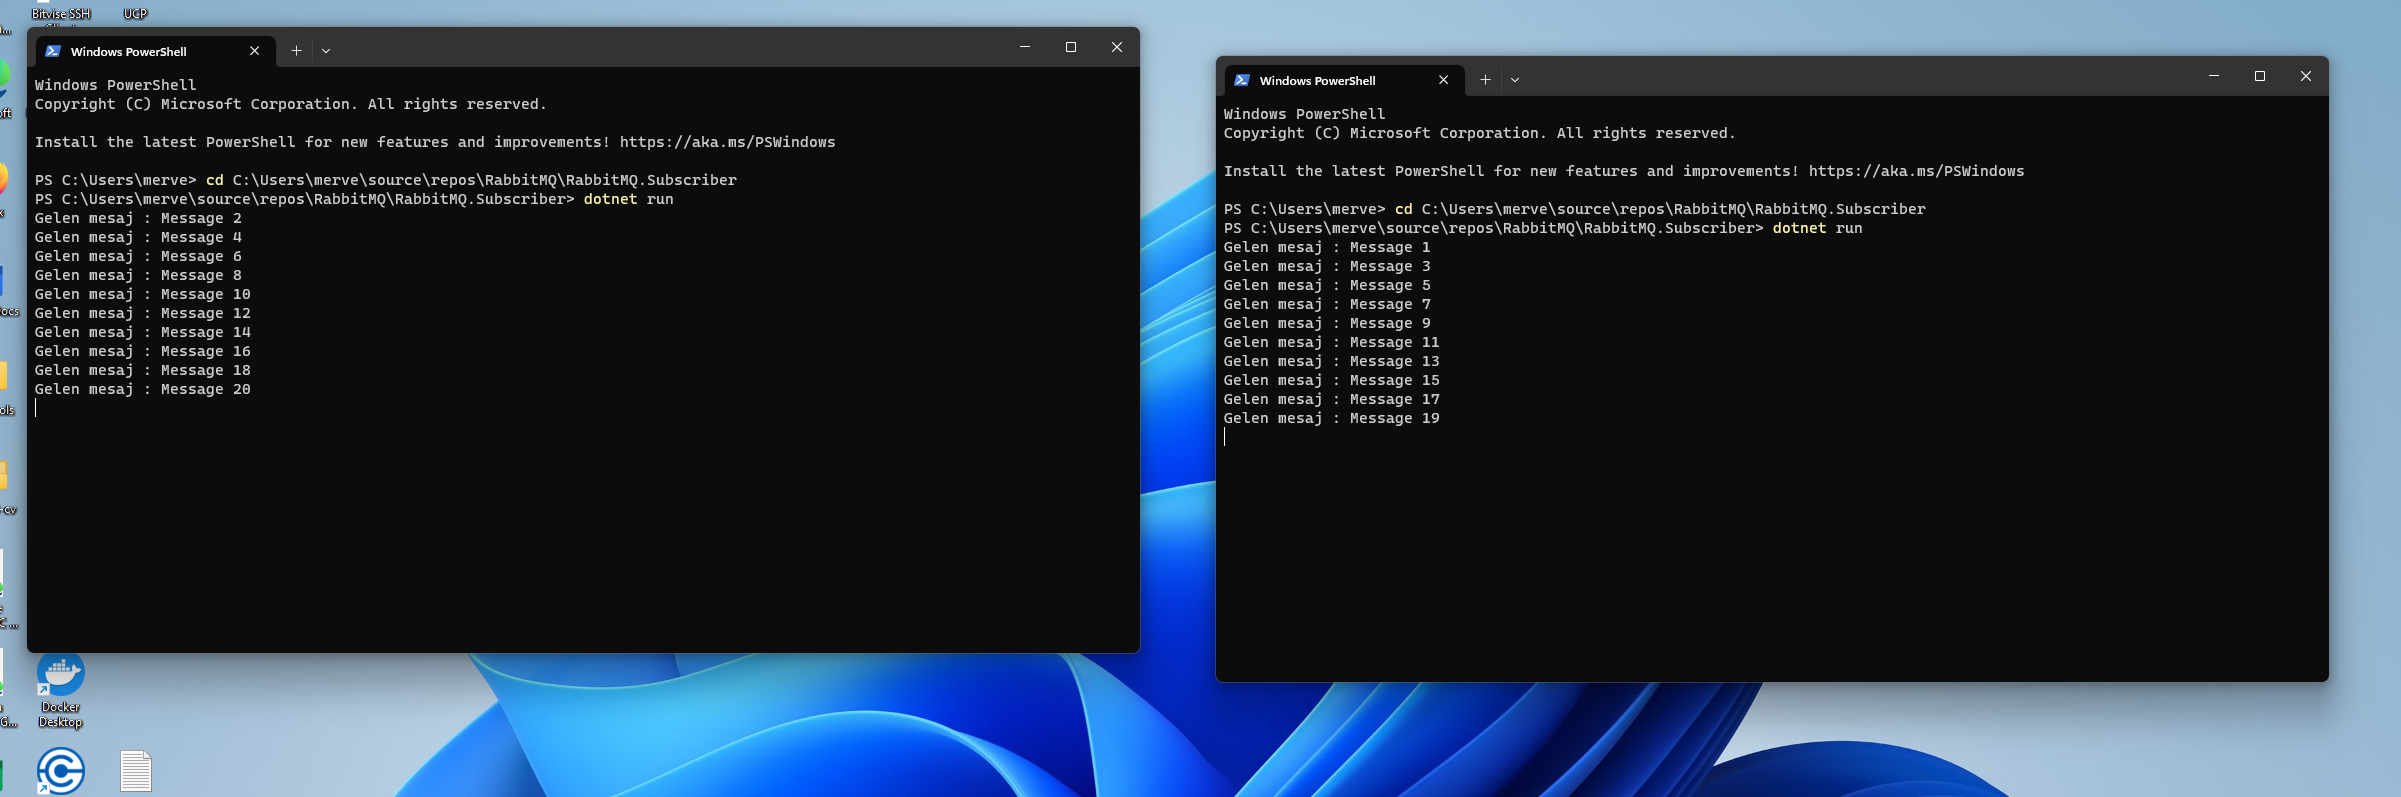 Bitvise SSH
UCP
Windows PowerShell
Windows PowerShell
Copyright (C) Microsoft Corporation. All rights reserved.
Install the latest PowerShell for new features and improvements! https://aka.ms/PSWindows
PS C:\Users\merve> cd C:\Users\merve\source\repos\RabbitMQ\RabbitMQ.Subscriber
PS C:\Users\merve\source\repos\RabbitMQ\RabbitMQ.Subscriber> dotnet run
Gelen mesaj : Message 2
Gelen mesaj : Message 4
Gelen mesaj : Message 6
Gelen mesaj : Message 8
Gelen mesaj : Message 10
Gelen mesaj : Message 12
Gelen mesaj : Message 14
Gelen mesaj : Message 16
Gelen mesaj : Message 18
Gelen mesaj : Message 20
Windows PowerShell
Windows PowerShell
Copyright (C) Microsoft Corporation. All rights reserved.
Install the latest PowerShell for new features and improvements! https://aka.ms/PSWindows
PS C:\Users\merve> cd C:\Users\merve\source\repos\RabbitMQ\RabbitMQ.Subscriber
PS C:\Users\merve\source\repos\RabbitMQ\RabbitMQ.Subscriber> dotnet run
Gelen mesaj : Message 1
Gelen mesaj : Message 3
Gelen mesaj : Message 5
Gelen mesaj : Message 7
Gelen mesaj : Message 9
Gelen mesaj : Message 11
Gelen mesaj : Message 13
Gelen mesaj : Message 15
Gelen mesaj : Message 17
Gelen mesaj : Message 19
Docker
Desktop